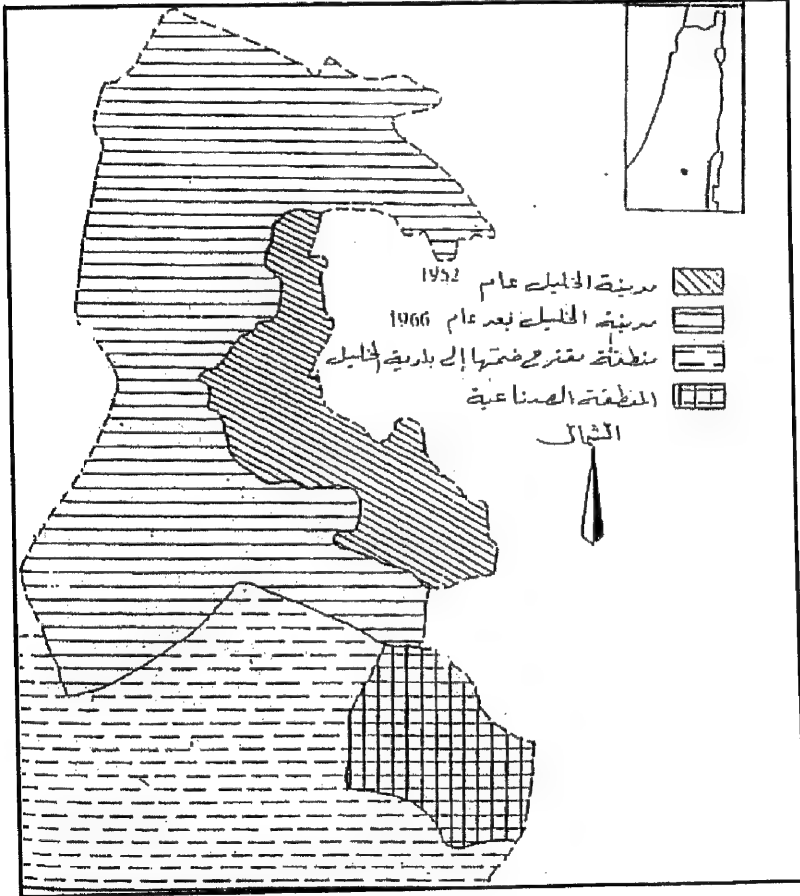 مدينة الخليل عام 1952
مدينة الخليل بعد عام 1966
منطقة مقترح ضمها إلى بلدية الخليل
المنطقة الصناعية
الشمال